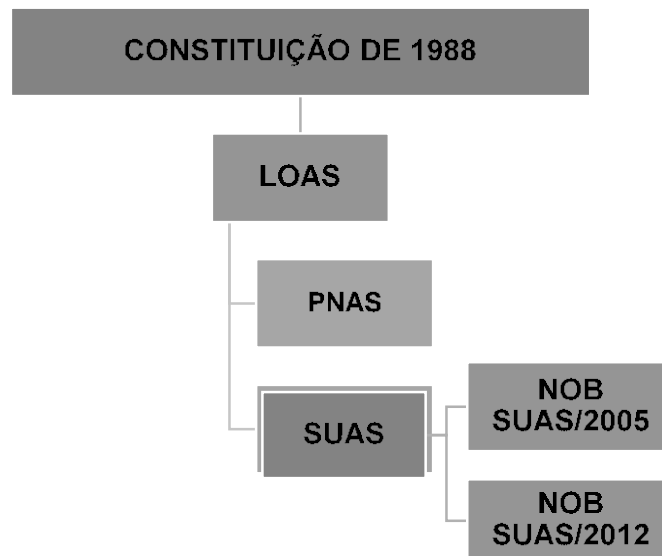 CONSTITUIÇÃO DE 1988
LOAS
PNAS
SUAS
NOB
SUAS/2005
NOB
SUAS/2012